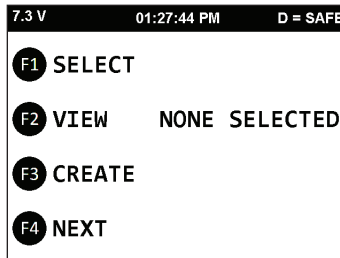 7.3 V 01:27:44 PM D = SAFE
F1 SELECT
F2 VIEW NONE SELECTED
F3 CREATE
F4 NEXT